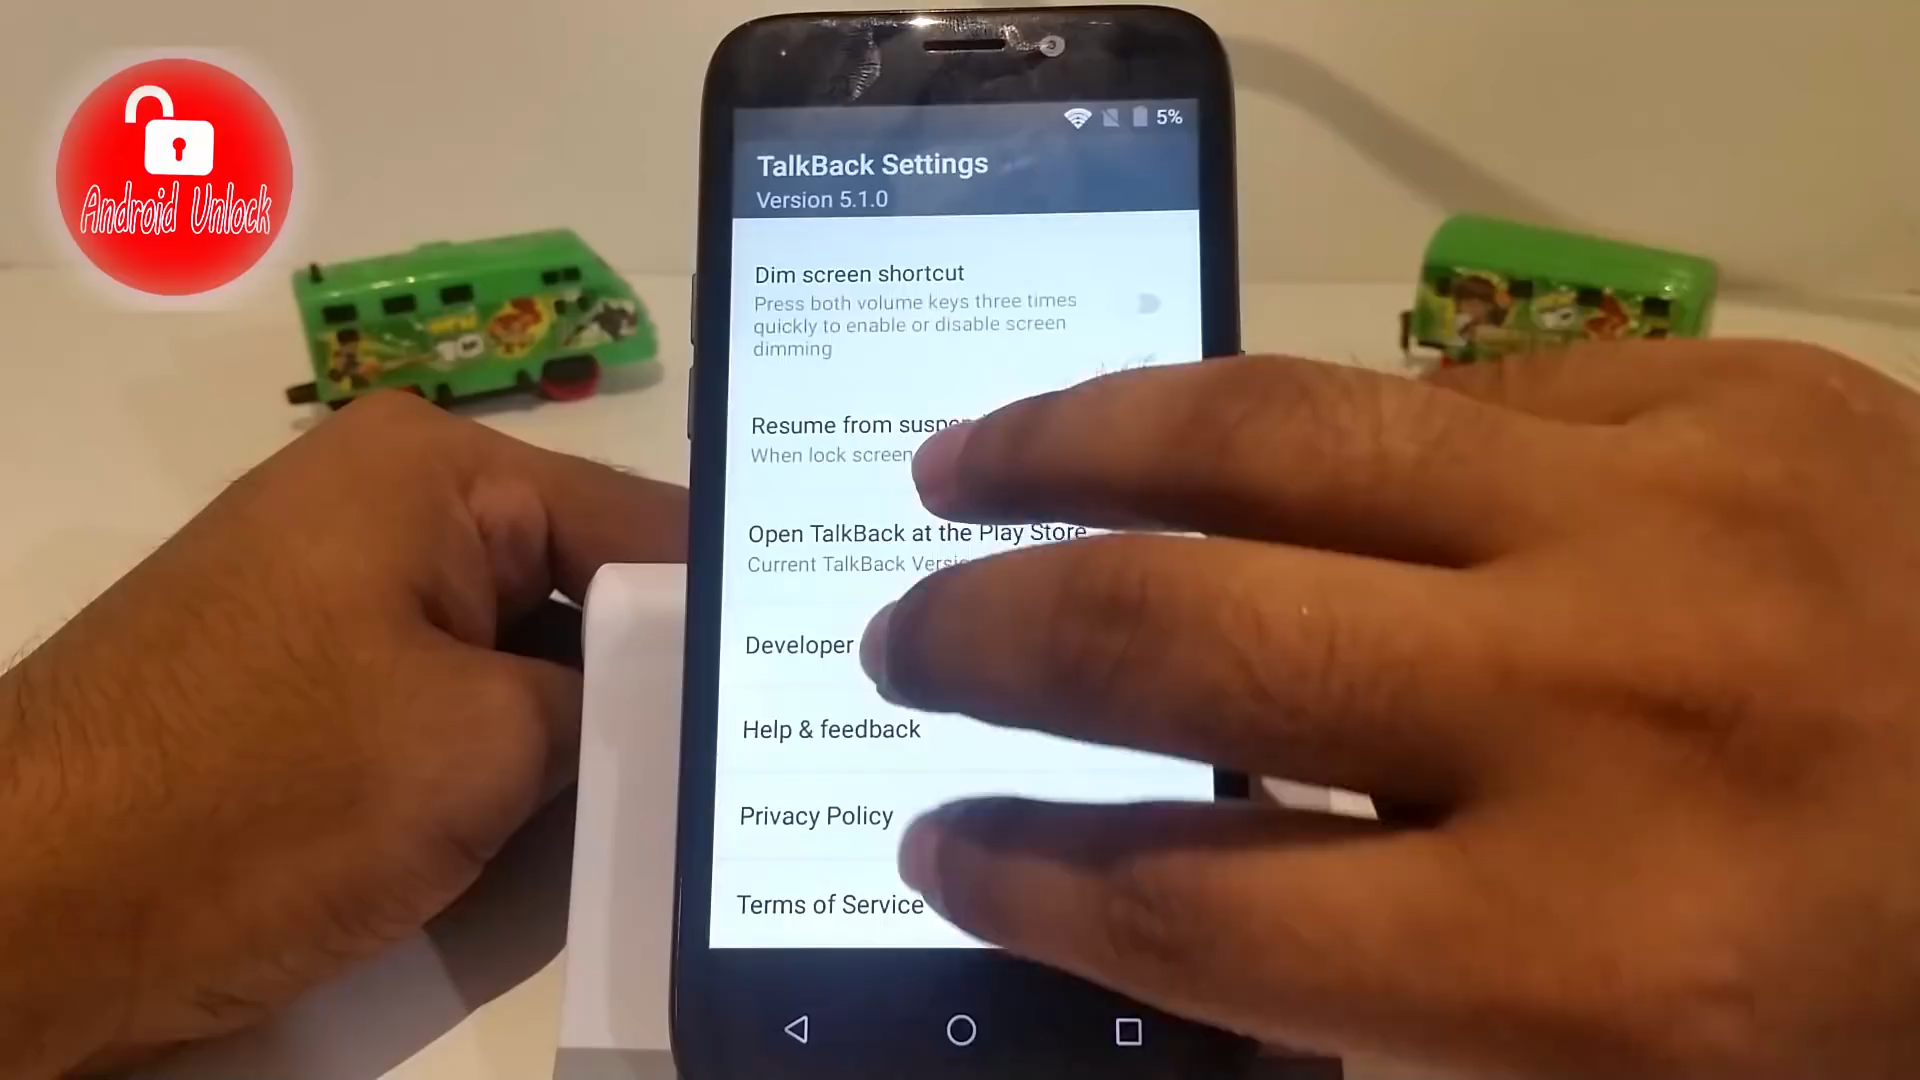 Android Unlock
5%
TalkBack Settings
Version 5.1.0
Dim screen shortcut
Press both volume keys three times
quickly to enable or disable screen
dimming
Resume from
When lock screen
Open TalkBack at the Play Store
Current TalkBack
Developer
Help & feedback
Privacy Policy
Terms of Service